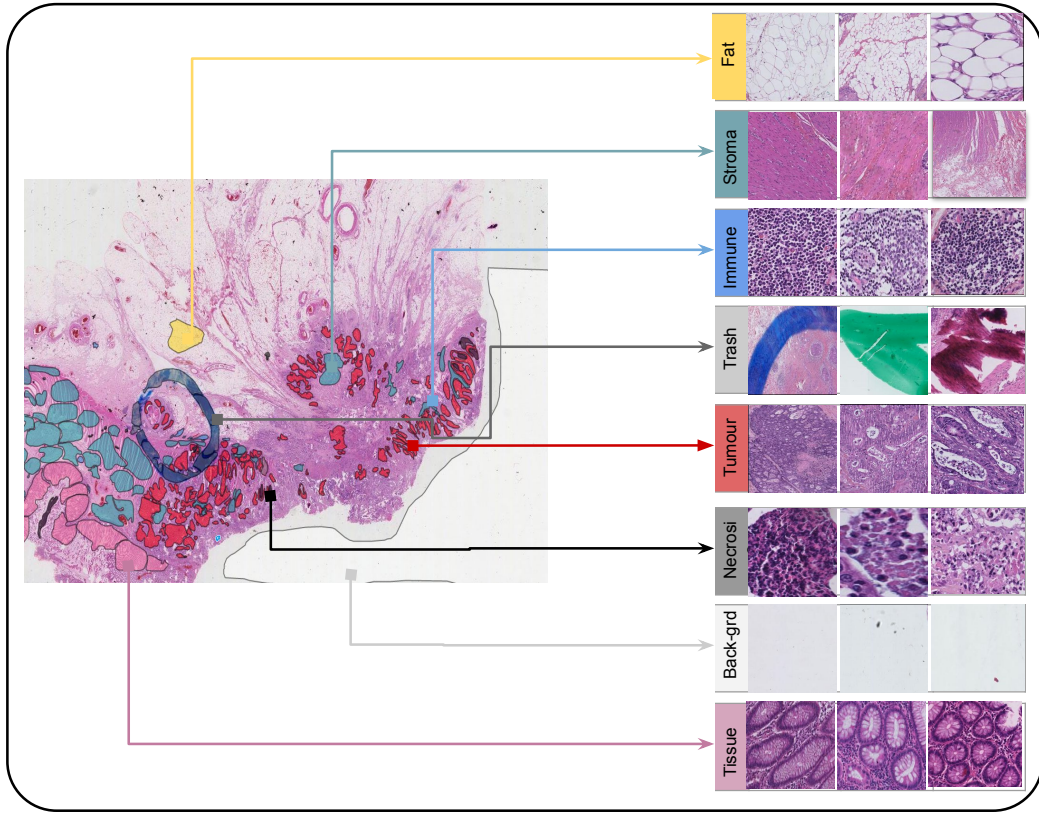 Fat
Stroma
Immune
Trash
Tumour
Necrosi
Back-grd
Tissue